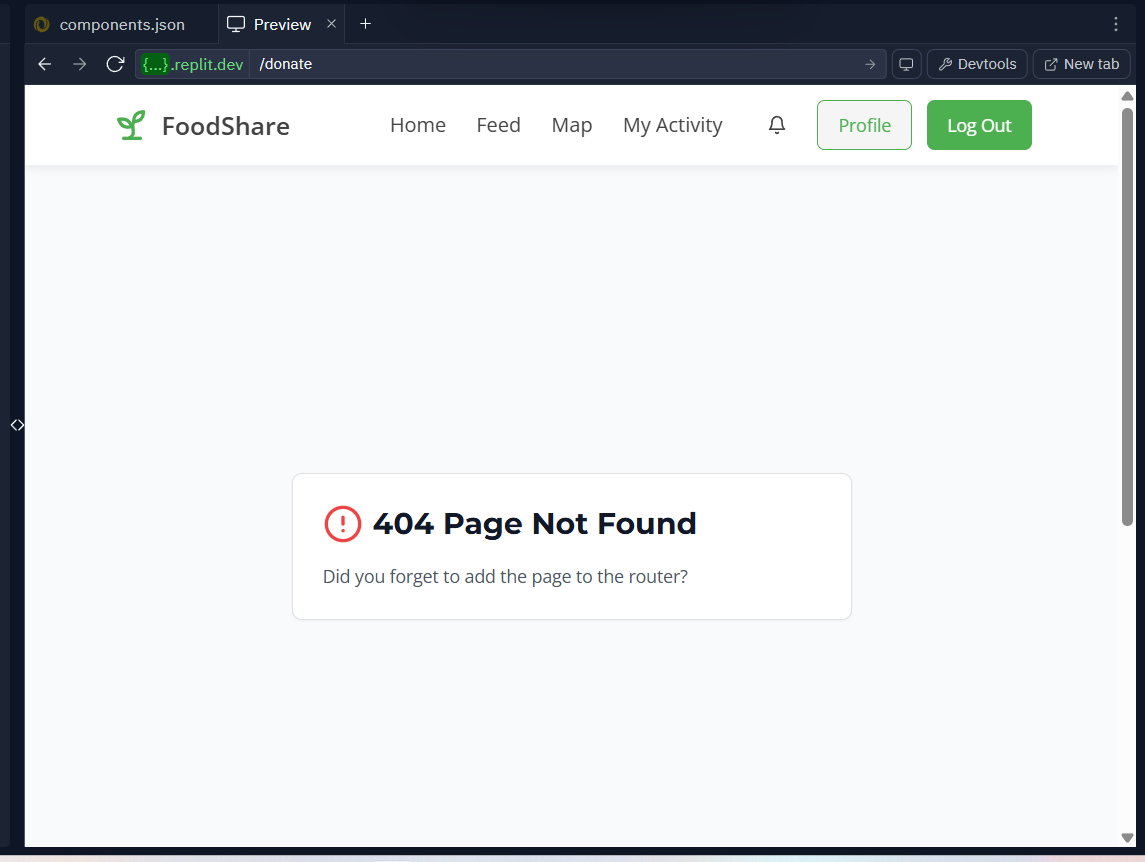 components.json
Preview
{...}.replit.dev /donate
Devtools
New tab
FoodShare
Home
Feed
Map
My Activity
Profile
Log Out
404 Page Not Found
Did you forget to add the page to the router?